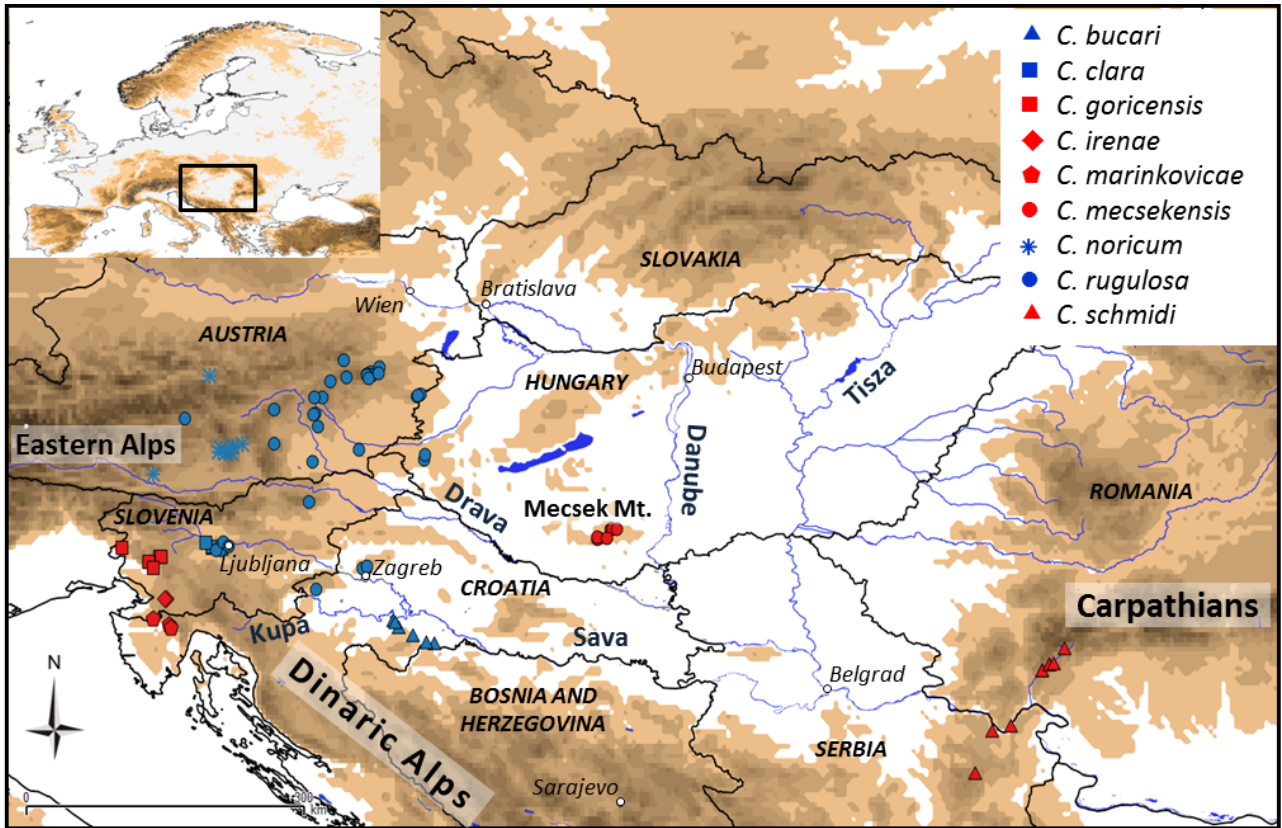 C. bucari
C. clara
C. goricensis
C. irenae
C. marinkovicae
C. mecsekensis
C. noricum
C. rugulosa
C. schmidi
SLOVAKIA
Wien
Bratislava
AUSTRIA
Budapest
HUNGARY
Tisza
Eastern Alps
Danube
ROMANIA
Drava
Mecsek Mt.
SLOVENIA
Ljubljana
Zagreb
CROATIA
Carpathians
Kupa
Sava
N
Dinaric Alps
Belgrad
BOSNIA AND
HERZEGOVINA
SERBIA
Sarajevo
0
300
km